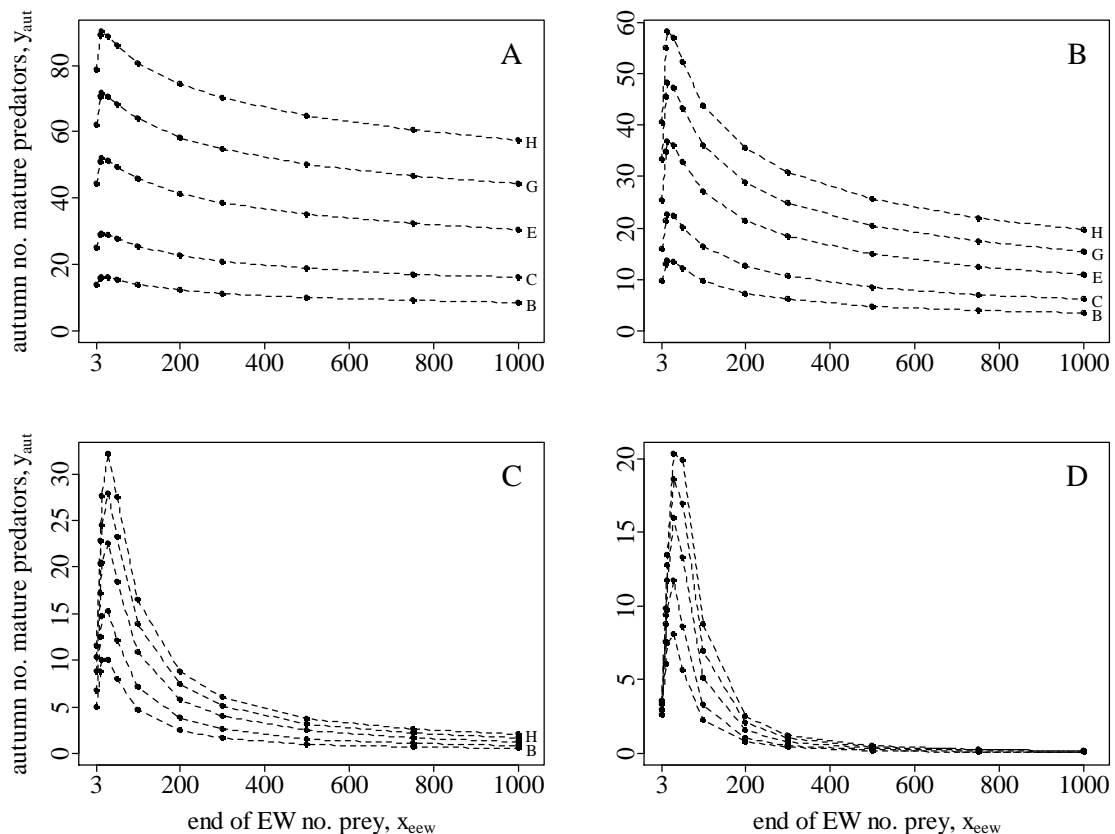 A
autumn no. mature predators, y_aut
80
60
40
20
0
H
G
E
C
B
3 200 400 600 800 1000
B
60
50
40
30
20
10
0
H
G
E
C
B
3 200 400 600 800 1000
C
autumn no. mature predators, y_aut
30
25
20
15
10
5
0
H
B
3 200 400 600 800 1000
end of EW no. prey, x_eew
D
20
15
10
5
0
3 200 400 600 800 1000
end of EW no. prey, x_eew